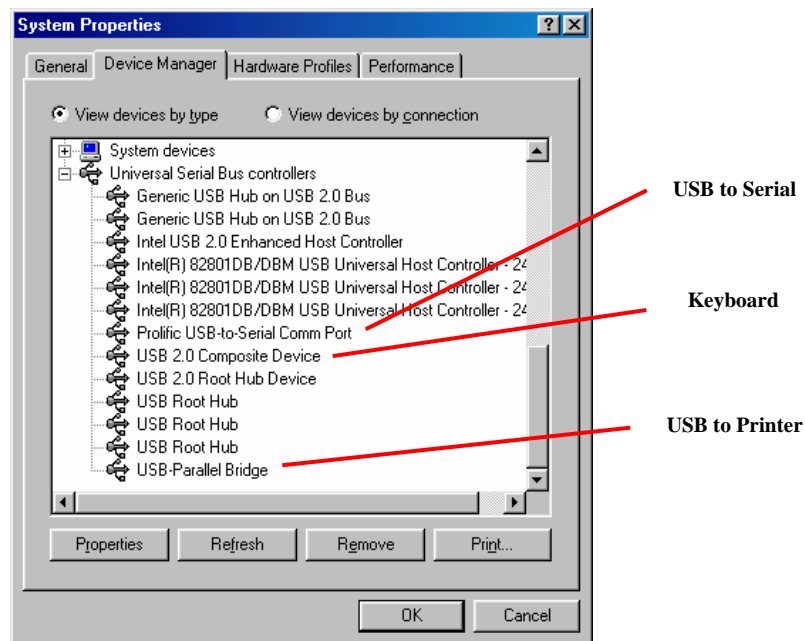 System Properties
General Device Manager Hardware Profiles Performance
View devices by type View devices by connection
System devices
Universal Serial Bus controllers
Generic USB Hub on USB 2.0 Bus
Generic USB Hub on USB 2.0 Bus
Intel USB 2.0 Enhanced Host Controller
Intel(R) 82801DB/DBM USB Universal Host Controller - 24
Intel(R) 82801DB/DBM USB Universal Host Controller - 24
Intel(R) 82801DB/DBM USB Universal Host Controller - 24
Prolific USB-to-Serial Comm Port
USB 2.0 Composite Device
USB 2.0 Root Hub Device
USB Root Hub
USB Root Hub
USB Root Hub
USB-Parallel Bridge
Properties Refresh Remove Print...
OK Cancel
USB to Serial
Keyboard
USB to Printer